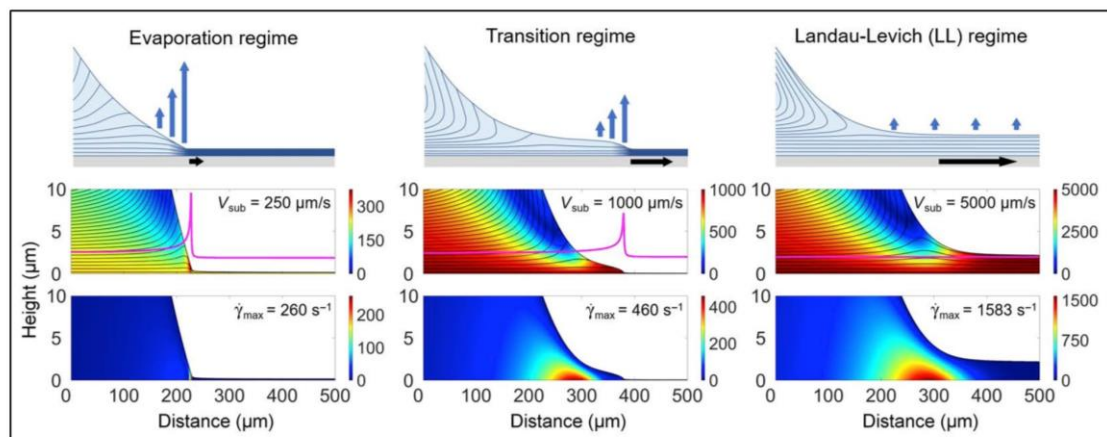 Evaporation regime
Transition regime
Landau-Levich (LL) regime
Height (µm)
10
5
0
V_sub = 250 µm/s
300
150
0
10
5
0
V_sub = 1000 µm/s
1000
500
0
10
5
0
V_sub = 5000 µm/s
5000
2500
0
10
5
0
γ̇_max = 260 s⁻¹
200
100
0
10
5
0
γ̇_max = 460 s⁻¹
400
200
0
10
5
0
γ̇_max = 1583 s⁻¹
1500
750
0
0 100 200 300 400 500
0 100 200 300 400 500
0 100 200 300 400 500
Distance (µm)
Distance (µm)
Distance (µm)